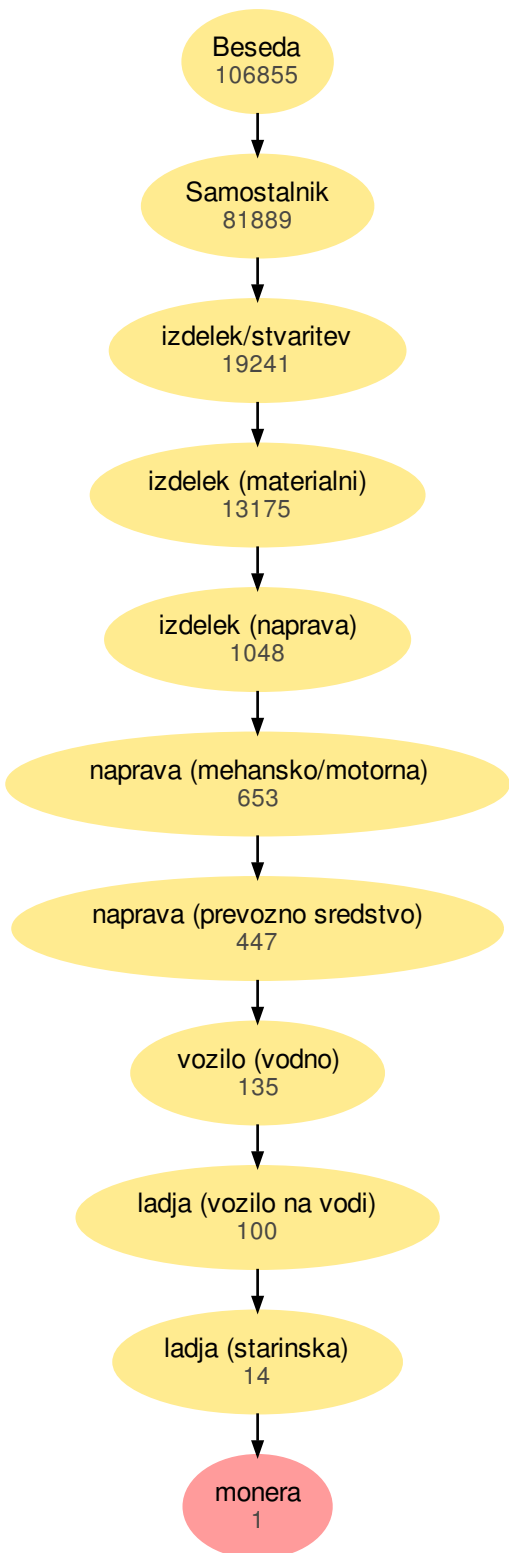 Beseda
106855
Samostalnik
81889
izdelek/stvaritev
19241
izdelek (materialni)
13175
izdelek (naprava)
1048
naprava (mehansko/motorna)
653
naprava (prevozno sredstvo)
447
vozilo (vodno)
135
ladja (vozilo na vodi)
100
ladja (starinska)
14
monera
1